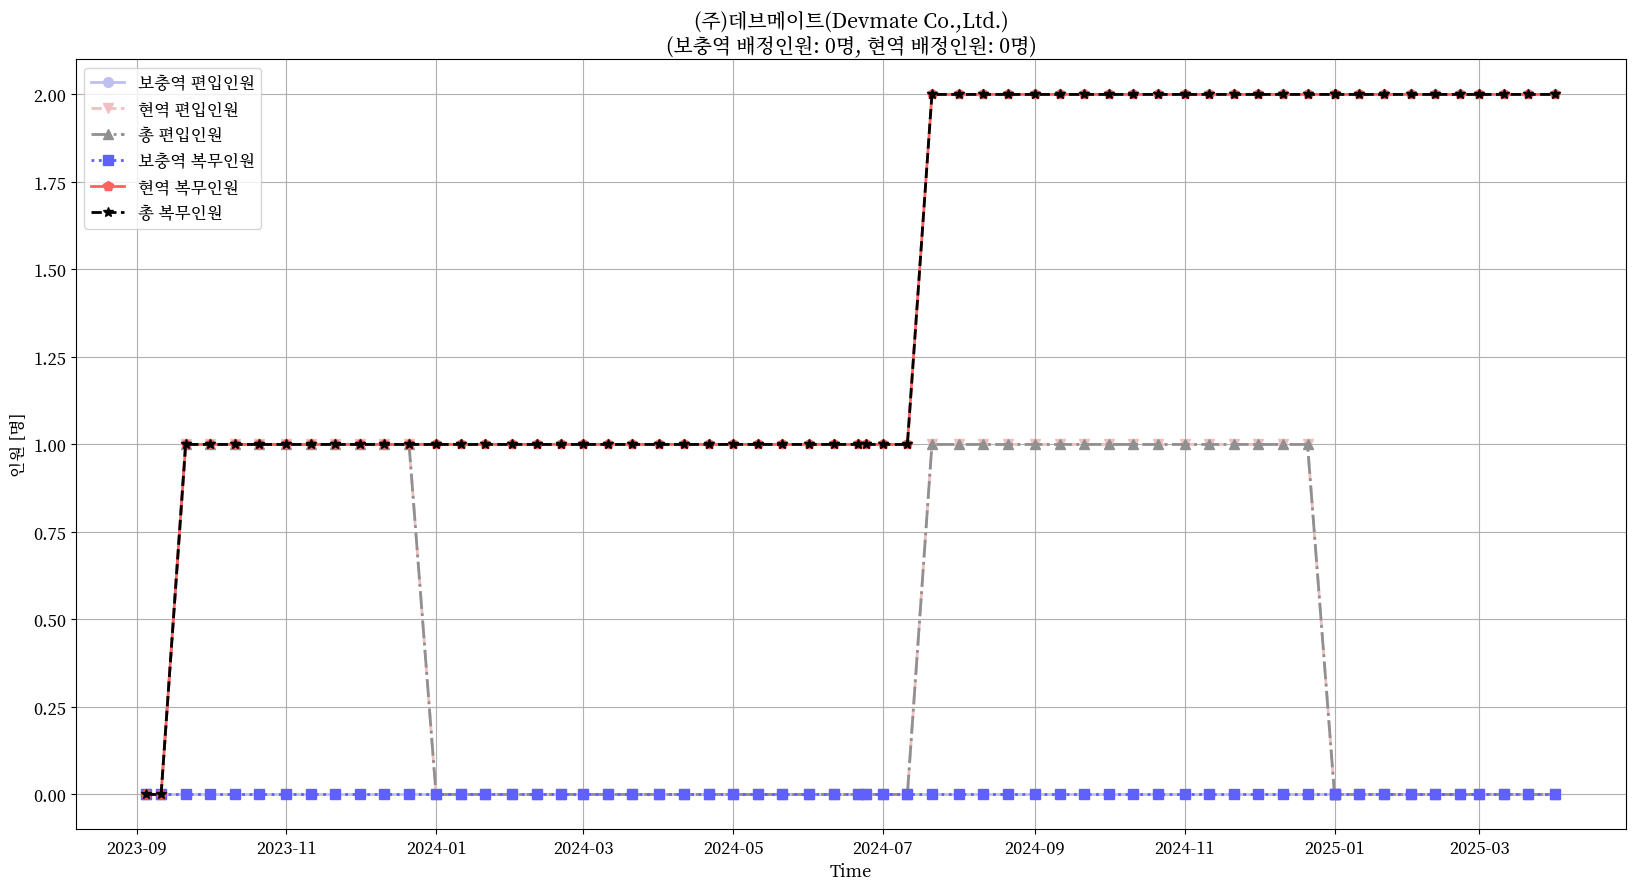 (주)데브메이트(Devmate Co.,Ltd.)
(보충역 배정인원: 0명, 현역 배정인원: 0명)
보충역 편입인원
현역 편입인원
총 편입인원
보충역 복무인원
현역 복무인원
총 복무인원
2.00
1.75
1.50
1.25
1.00
0.75
0.50
0.25
0.00
인원 [명]
2023-09 2023-11 2024-01 2024-03 2024-05 2024-07 2024-09 2024-11 2025-01 2025-03
Time